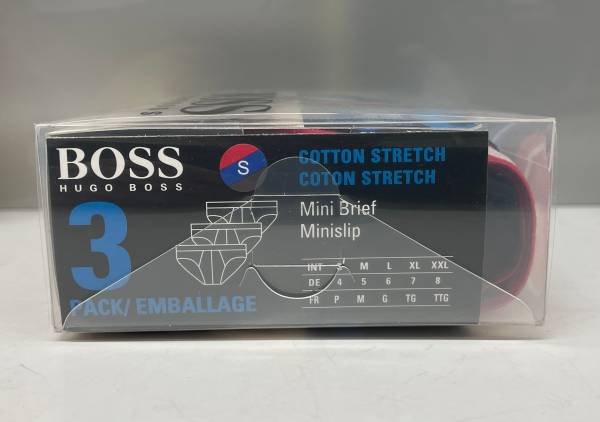 BOSS
HUGO BOSS
S
COTTON STRETCH
COTON STRETCH
3
PACK/ EMBALLAGE
Mini Brief
Minislip
INT S M L XL XXL
DE 4 5 6 7 8
FR P M G TG TTG